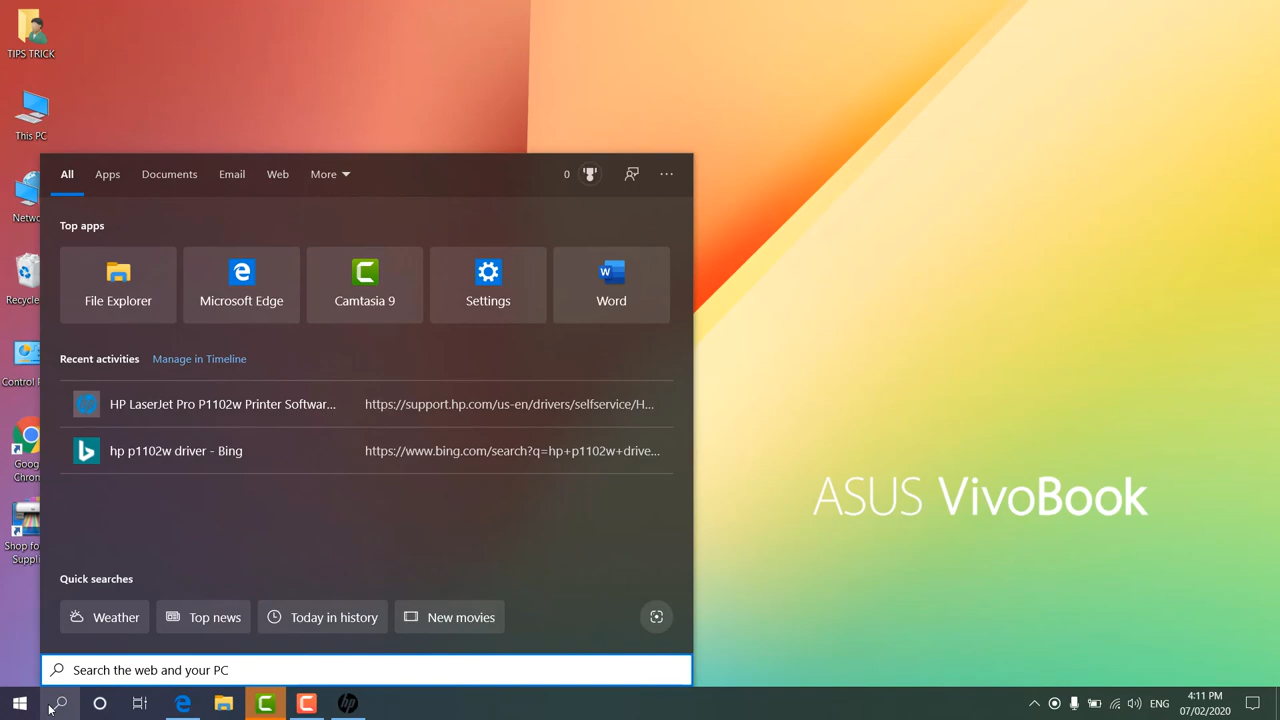 TIPS TRICK
This PC
Netwo
Recycle
Control P
Goog
Chron
Shop fo
Suppli
All
Apps
Documents
Email
Web
More
0
Top apps
File Explorer
Microsoft Edge
Camtasia 9
Settings
Word
Recent activities
Manage in Timeline
HP LaserJet Pro P1102w Printer Softwar...
https://support.hp.com/us-en/drivers/selfservice/H...
hp p1102w driver - Bing
https://www.bing.com/search?q=hp+p1102w+drive...
Quick searches
Weather
Top news
Today in history
New movies
Search the web and your PC
ASUS VivoBook
ENG
4:11 PM
07/02/2020